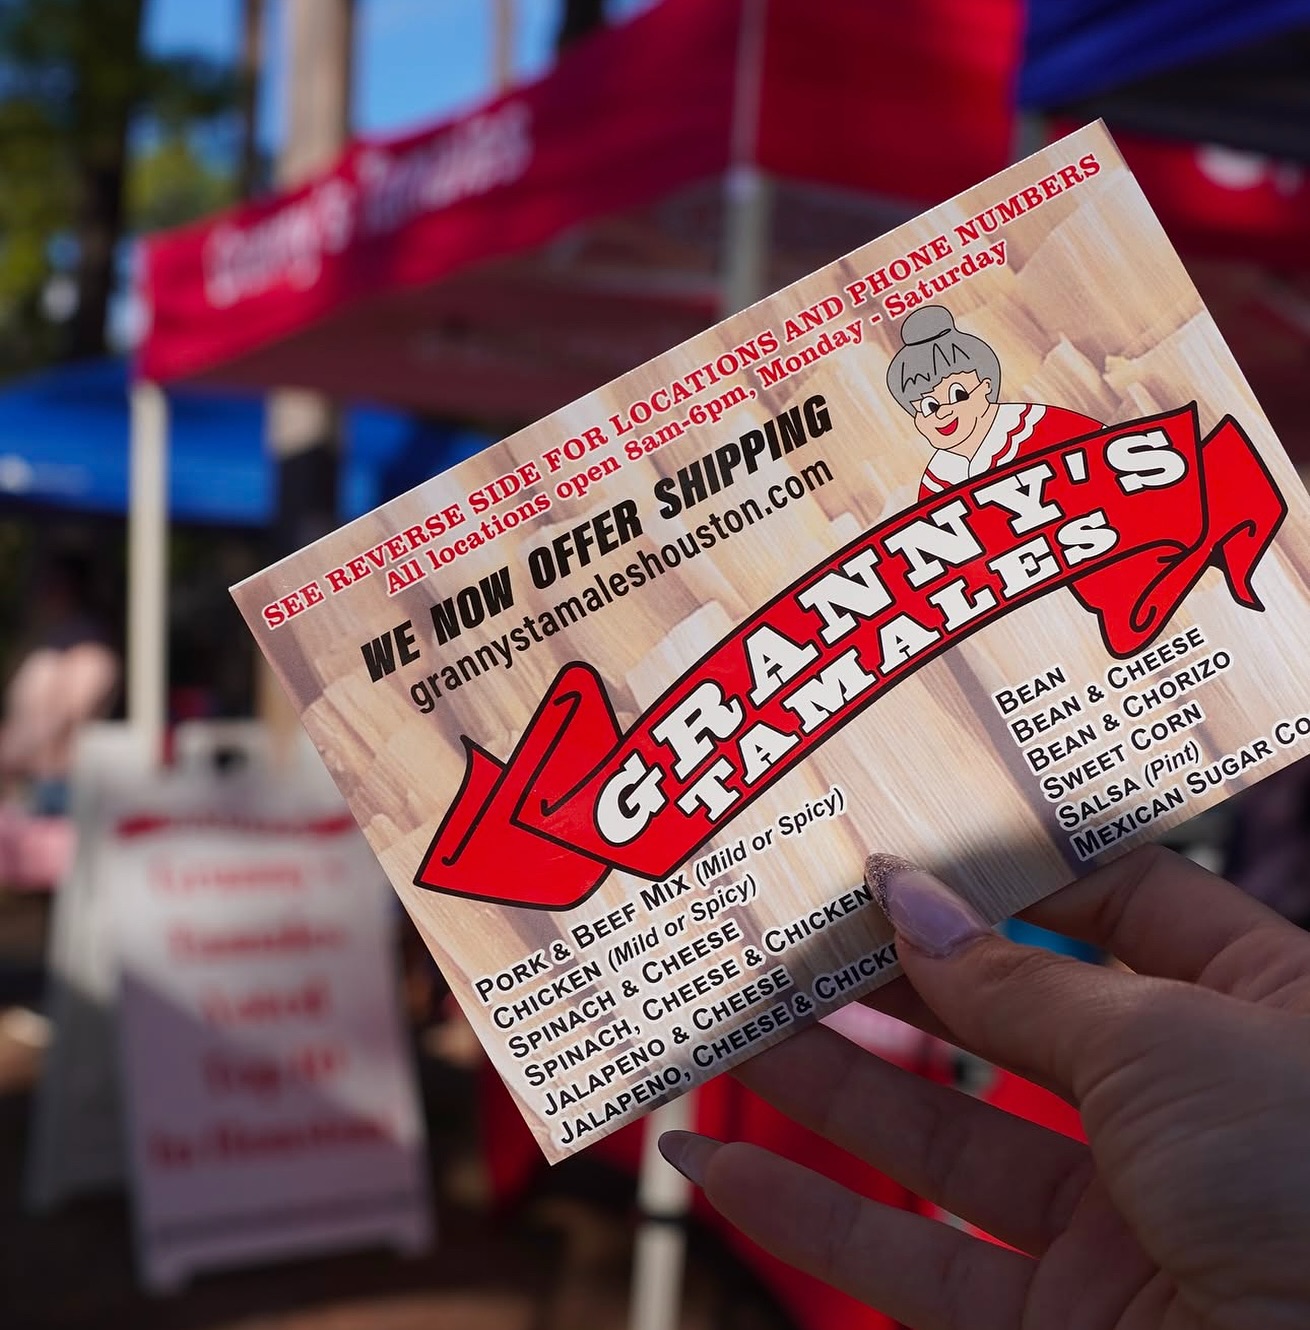 Granny's Tamales
SEE REVERSE SIDE FOR LOCATIONS AND PHONE NUMBERS
All locations open 8am-6pm, Monday - Saturday
WE NOW OFFER SHIPPING
grannystamaleshouston.com
GRANNY'S
TAMALES
PORK & BEEF MIX (Mild or Spicy)
CHICKEN (Mild or Spicy)
SPINACH & CHEESE
SPINACH, CHEESE & CHICKEN
JALAPENO & CHEESE
JALAPENO, CHEESE &
BEAN
BEAN & CHEESE
BEAN & CHORIZO
SWEET CORN
SALSA (Pint)
MEXICAN SUGAR